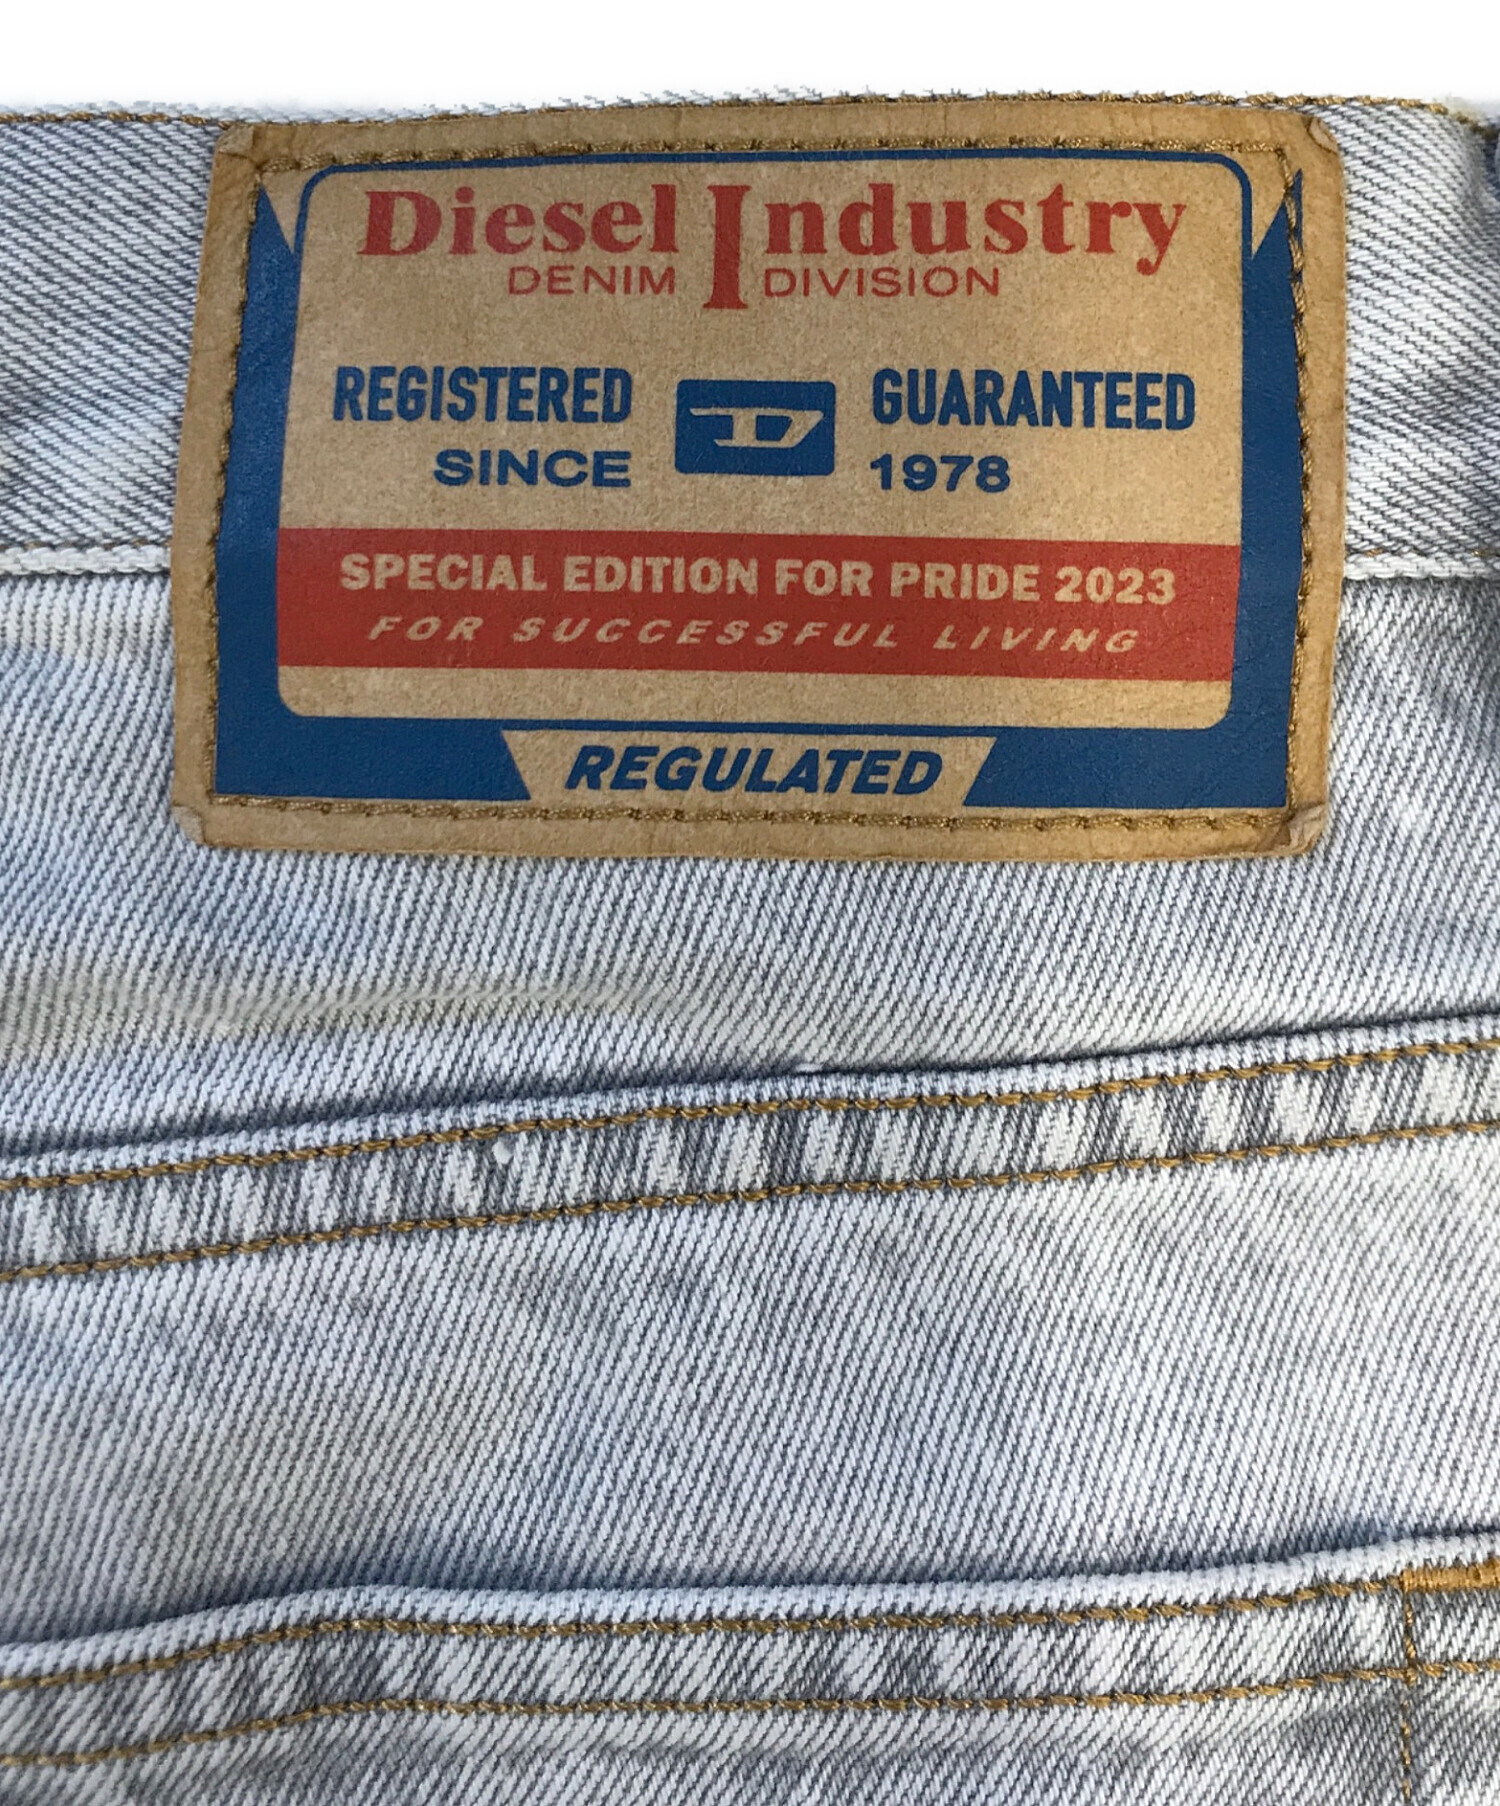 Diesel Industry
DENIM DIVISION
REGISTERED D GUARANTEED
SINCE 1978
SPECIAL EDITION FOR PRIDE 2023
FOR SUCCESSFUL LIVING
REGULATED